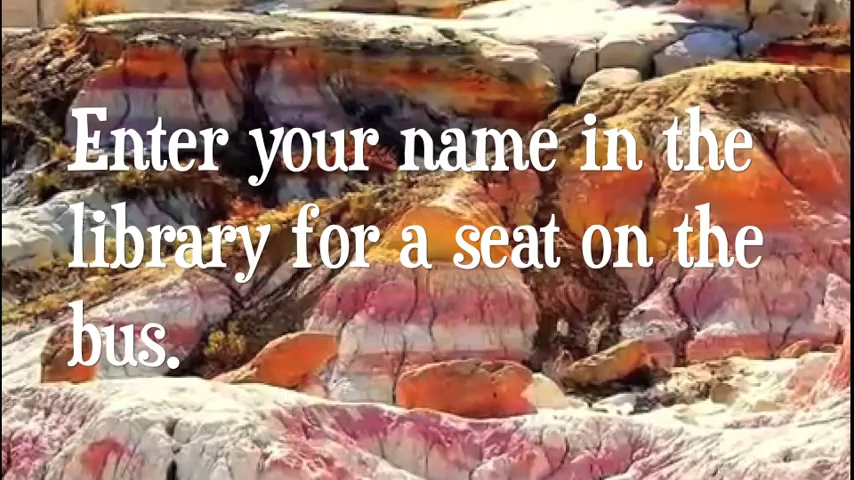 Enter your name in the
library for a seat on the
bus.